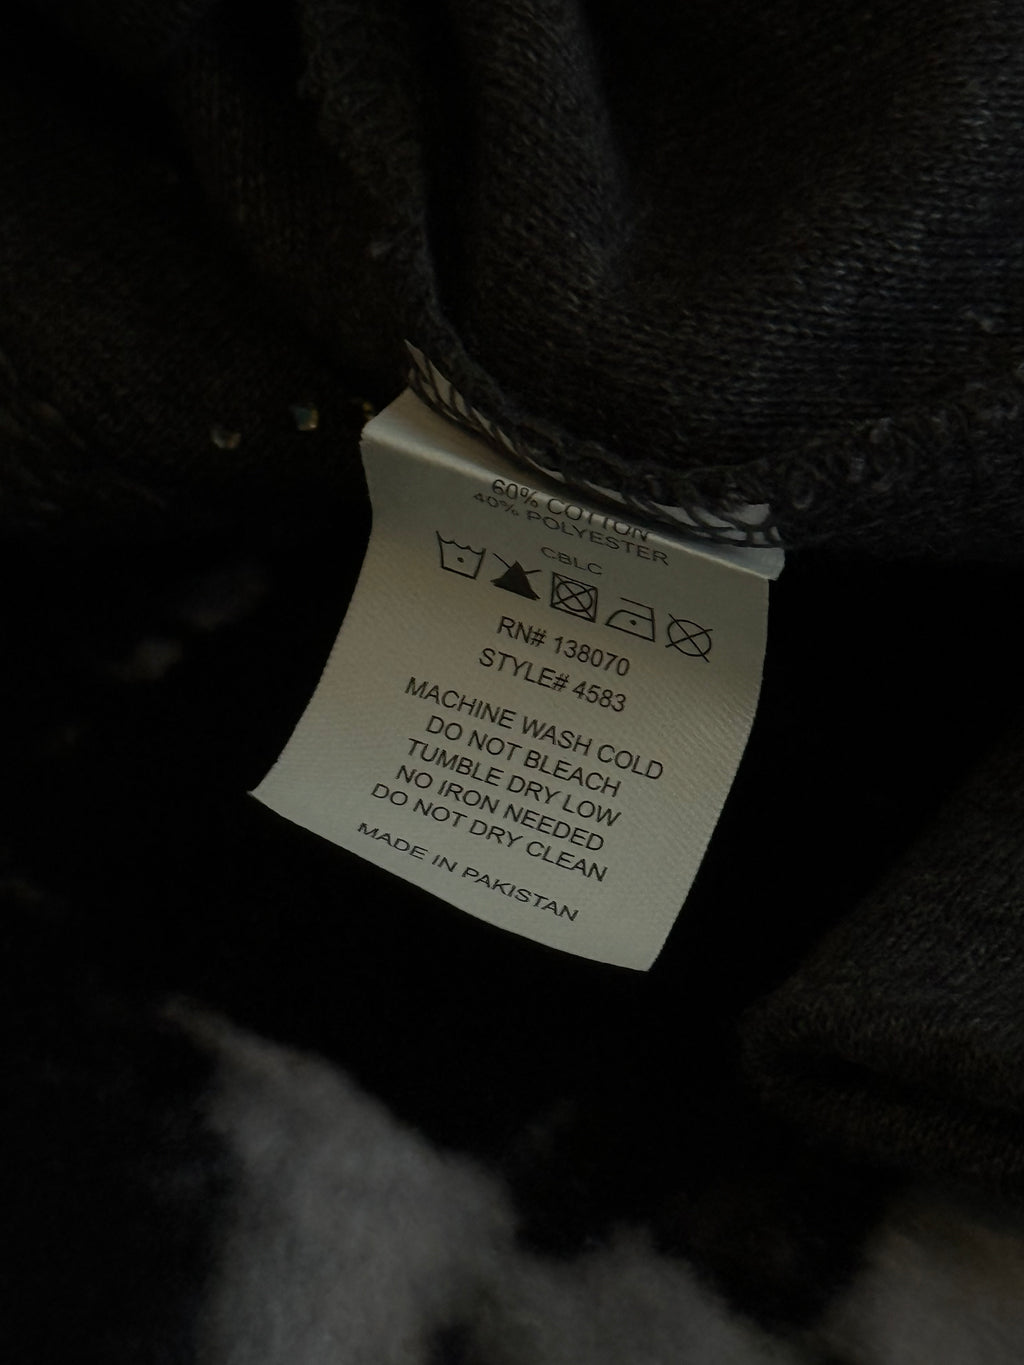 60% COTTON
40% POLYESTER
CBLC
RN# 138070
STYLE# 4583
MACHINE WASH COLD
DO NOT BLEACH
TUMBLE DRY LOW
NO IRON NEEDED
DO NOT DRY CLEAN
MADE IN PAKISTAN